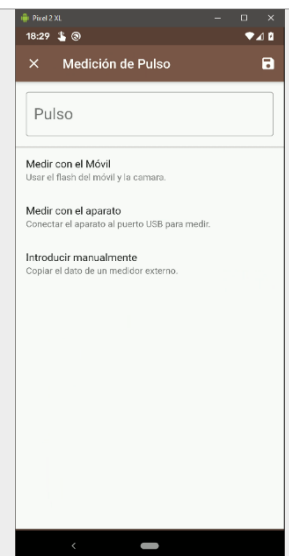 Pixel 2 XL
18:29
Medición de Pulso
Pulso
Medir con el Móvil
Usar el flash del móvil y la camara.
Medir con el aparato
Conectar el aparato al puerto USB para medir.
Introducir manualmente
Copiar el dato de un medidor externo.